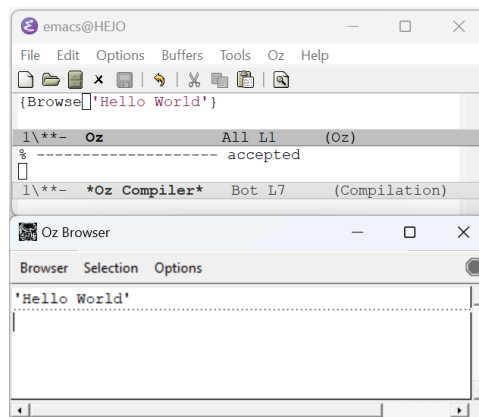 emacs@HEJO
File Edit Options Buffers Tools Oz Help
{Browse 'Hello World'}
1\**- Oz All L1 (Oz)
% -------------------- accepted
1\**- *Oz Compiler* Bot L7 (Compilation)
Oz Browser
Browser Selection Options
'Hello World'